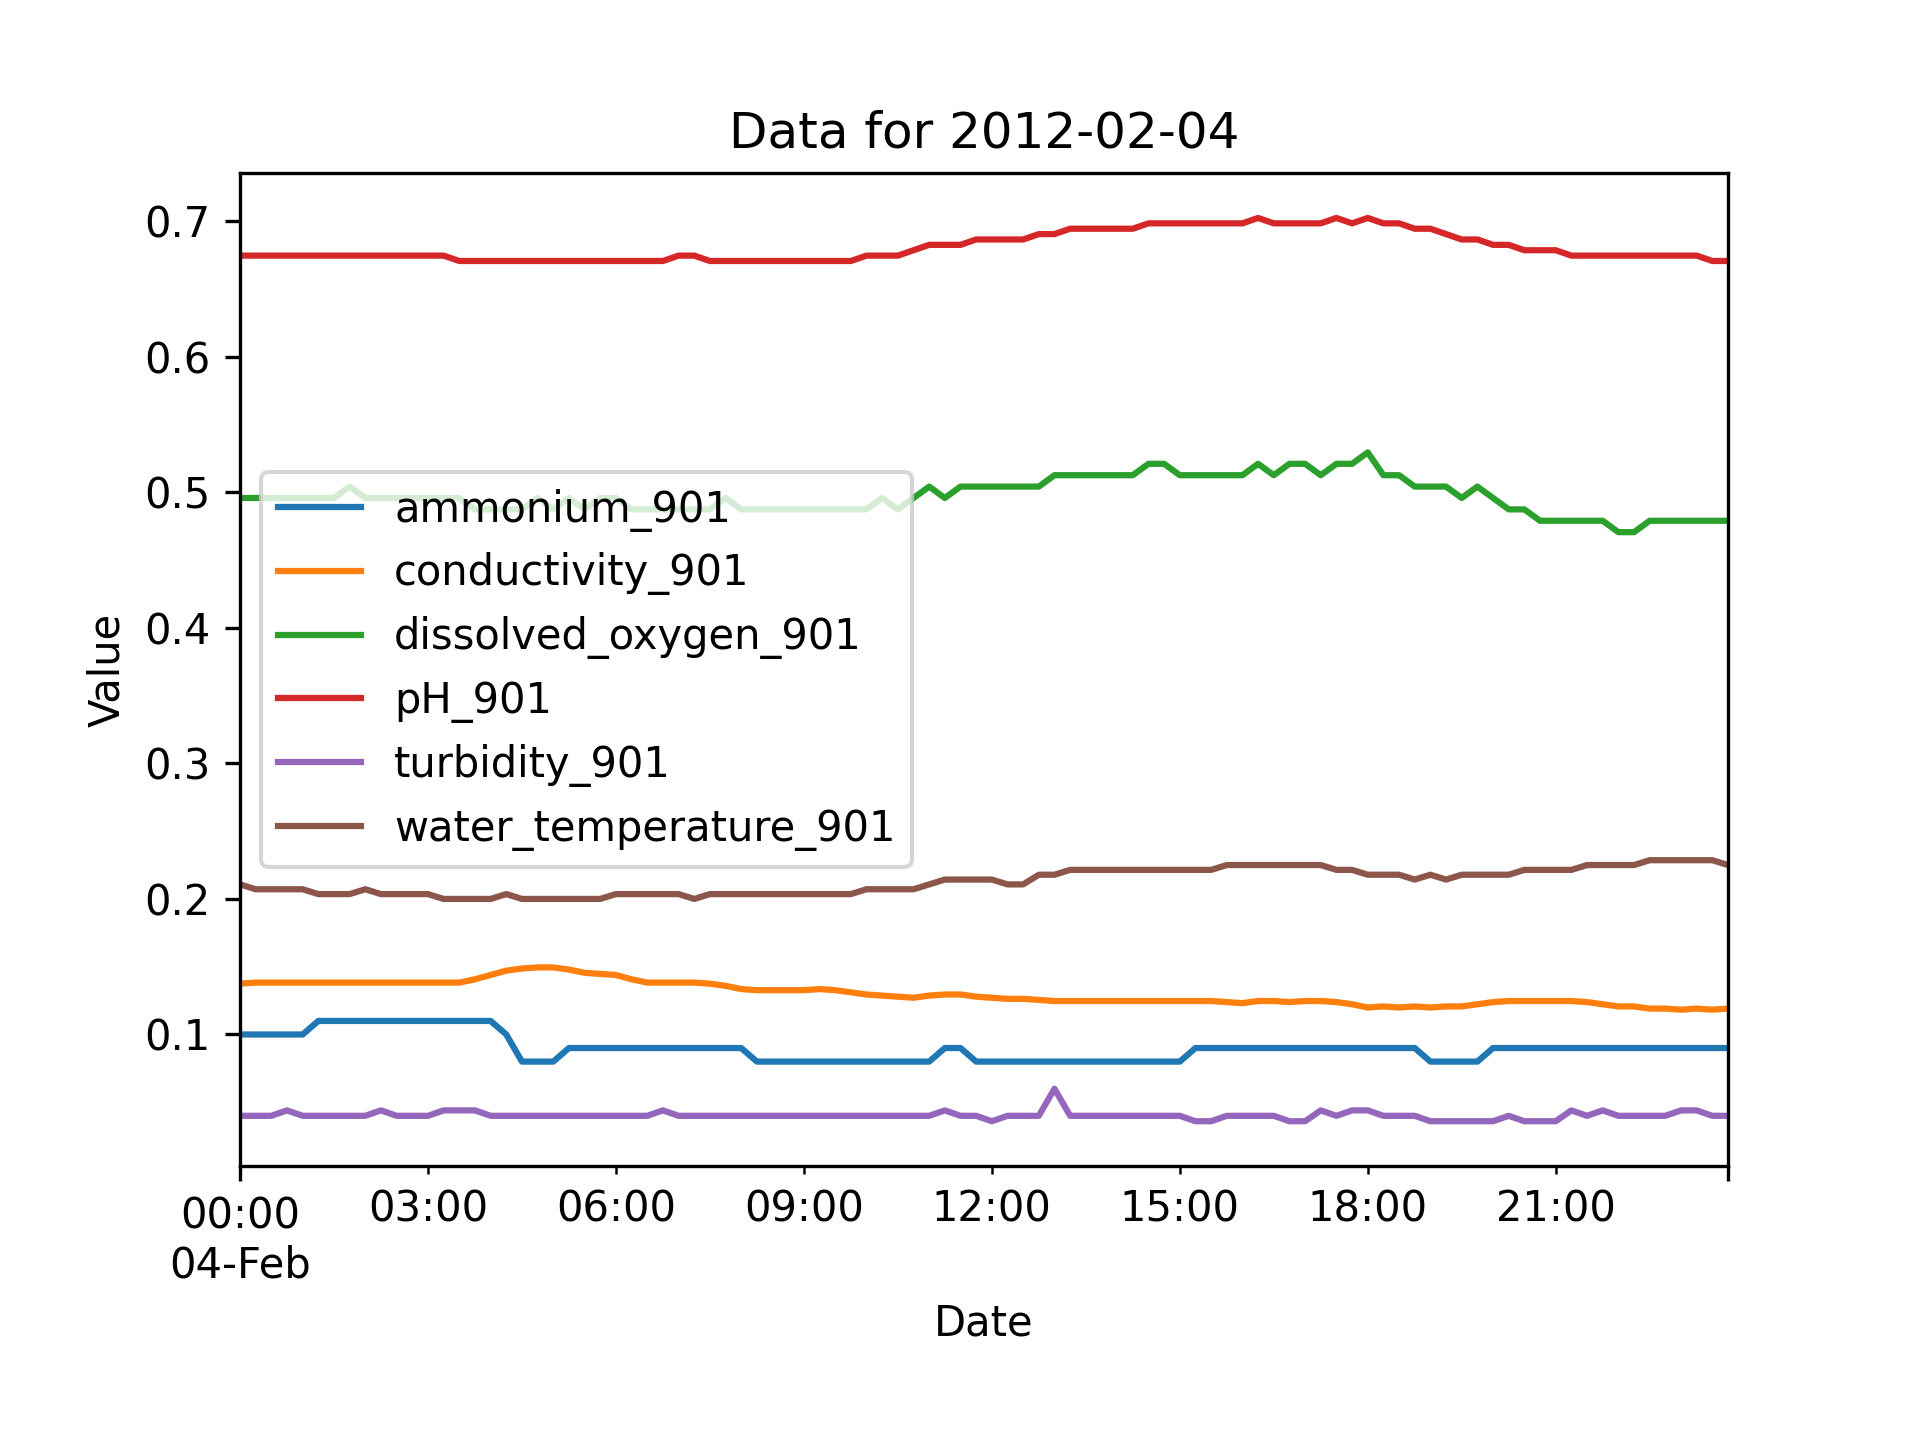 Data for 2012-02-04
Value
0.7
0.6
0.5
0.4
0.3
0.2
0.1
ammonium_901
conductivity_901
dissolved_oxygen_901
pH_901
turbidity_901
water_temperature_901
00:00 03:00 06:00 09:00 12:00 15:00 18:00 21:00
04-Feb
Date